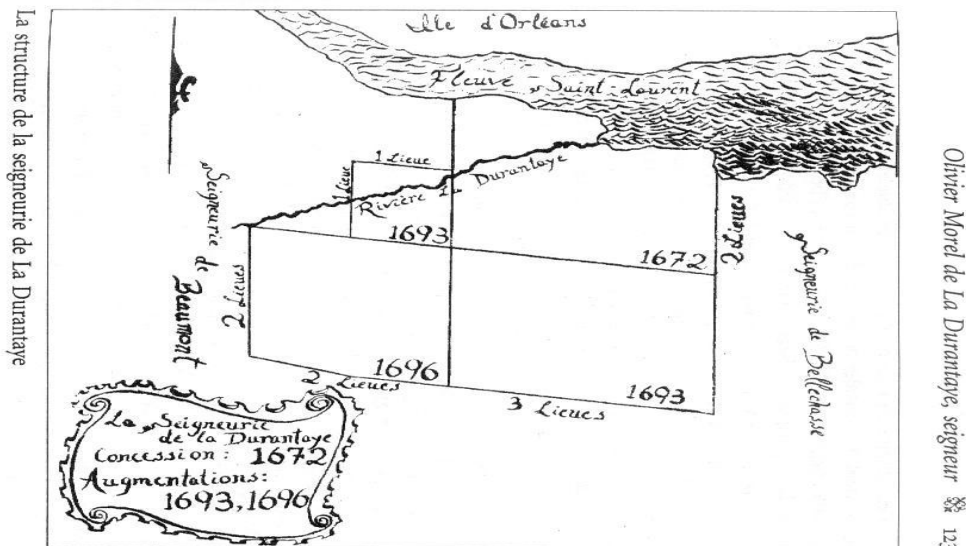 Olivier Morel de La Durantaye, seigneur
Ile d'Orléans
Fleuve Saint-Laurent
1 Lieue
1 Lieue
Rivière La Durantaye
Seigneurie de Beaumont
1693
1672
2 Lieues
Seigneurie de Bellechasse
2 Lieues
1696
1693
2 Lieues
3 Lieues
La Seigneurie
de la Durantaye
Concession: 1672
Augmentations:
1693, 1696
La structure de la seigneurie de La Durantaye